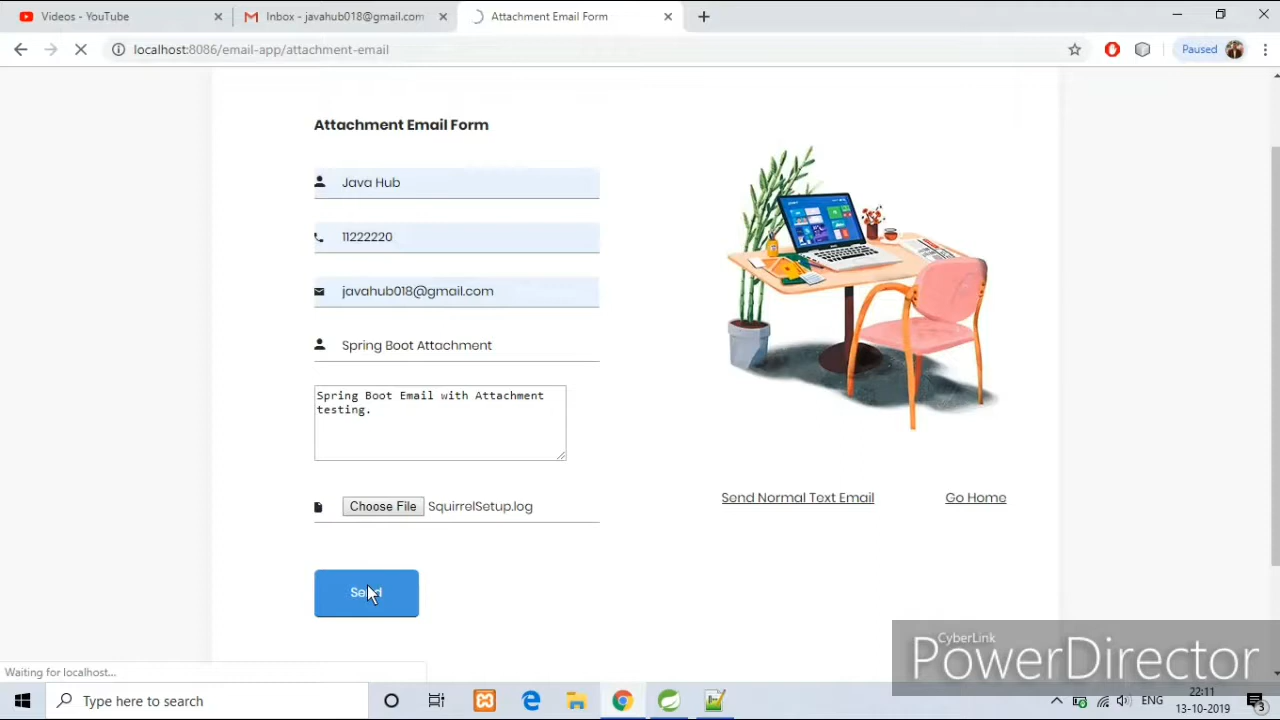 Videos - YouTube
Inbox - javahub018@gmail.com
Attachment Email Form
localhost:8086/email-app/attachment-email
Paused
Attachment Email Form
Java Hub
11222220
javahub018@gmail.com
Spring Boot Attachment
Spring Boot Email with Attachment
testing.
Choose File SquirrelSetup.log
Send Normal Text Email
Go Home
Send
Waiting for localhost...
CyberLink
PowerDirector
Type here to search
ENG
22:11
13-10-2019
3